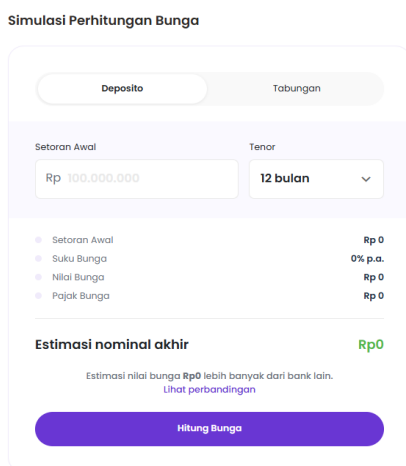 Simulasi Perhitungan Bunga
Deposito Tabungan
Setoran Awal Tenor
Rp 100.000.000 12 bulan
Setoran Awal Rp 0
Suku Bunga 0% p.a.
Nilai Bunga Rp 0
Pajak Bunga Rp 0
Estimasi nominal akhir Rp0
Estimasi nilai bunga Rp0 lebih banyak dari bank lain.
Lihat perbandingan
Hitung Bunga